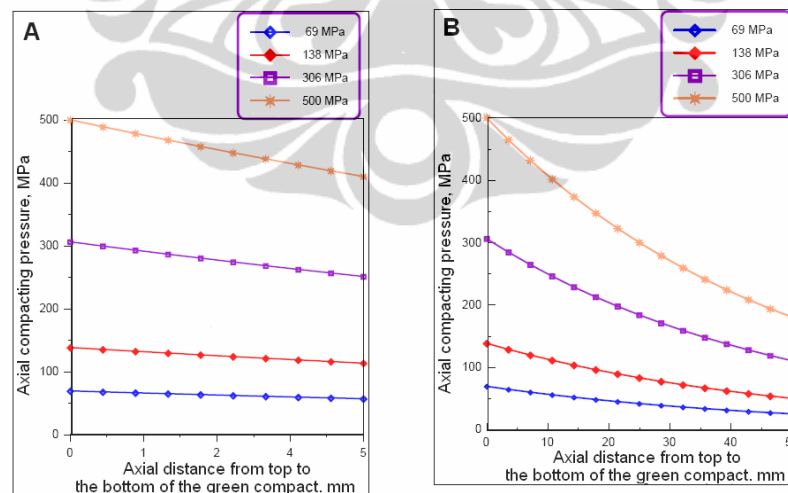 A
69 MPa
138 MPa
306 MPa
500 MPa
500
400
300
200
100
0
Axial compacting pressure, MPa
0
1
2
4
5
Axial distance from top to
the bottom of the green compact. mm
B
69 MPa
138 MPa
306 MPa
500 MPa
500
400
300
200
100
0
Axial compacting pressure, MPa
0
10
20
30
40
Axial distance from top to
the bottom of the green compact. mm